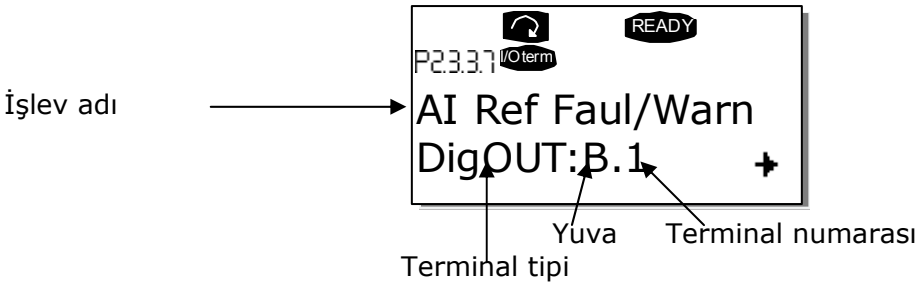 READY
P2.3.3.7 I/Oterm
İşlev adı
AI Ref Faul/Warn
DigOUT:B.1
Yuva Terminal numarası
Terminal tipi